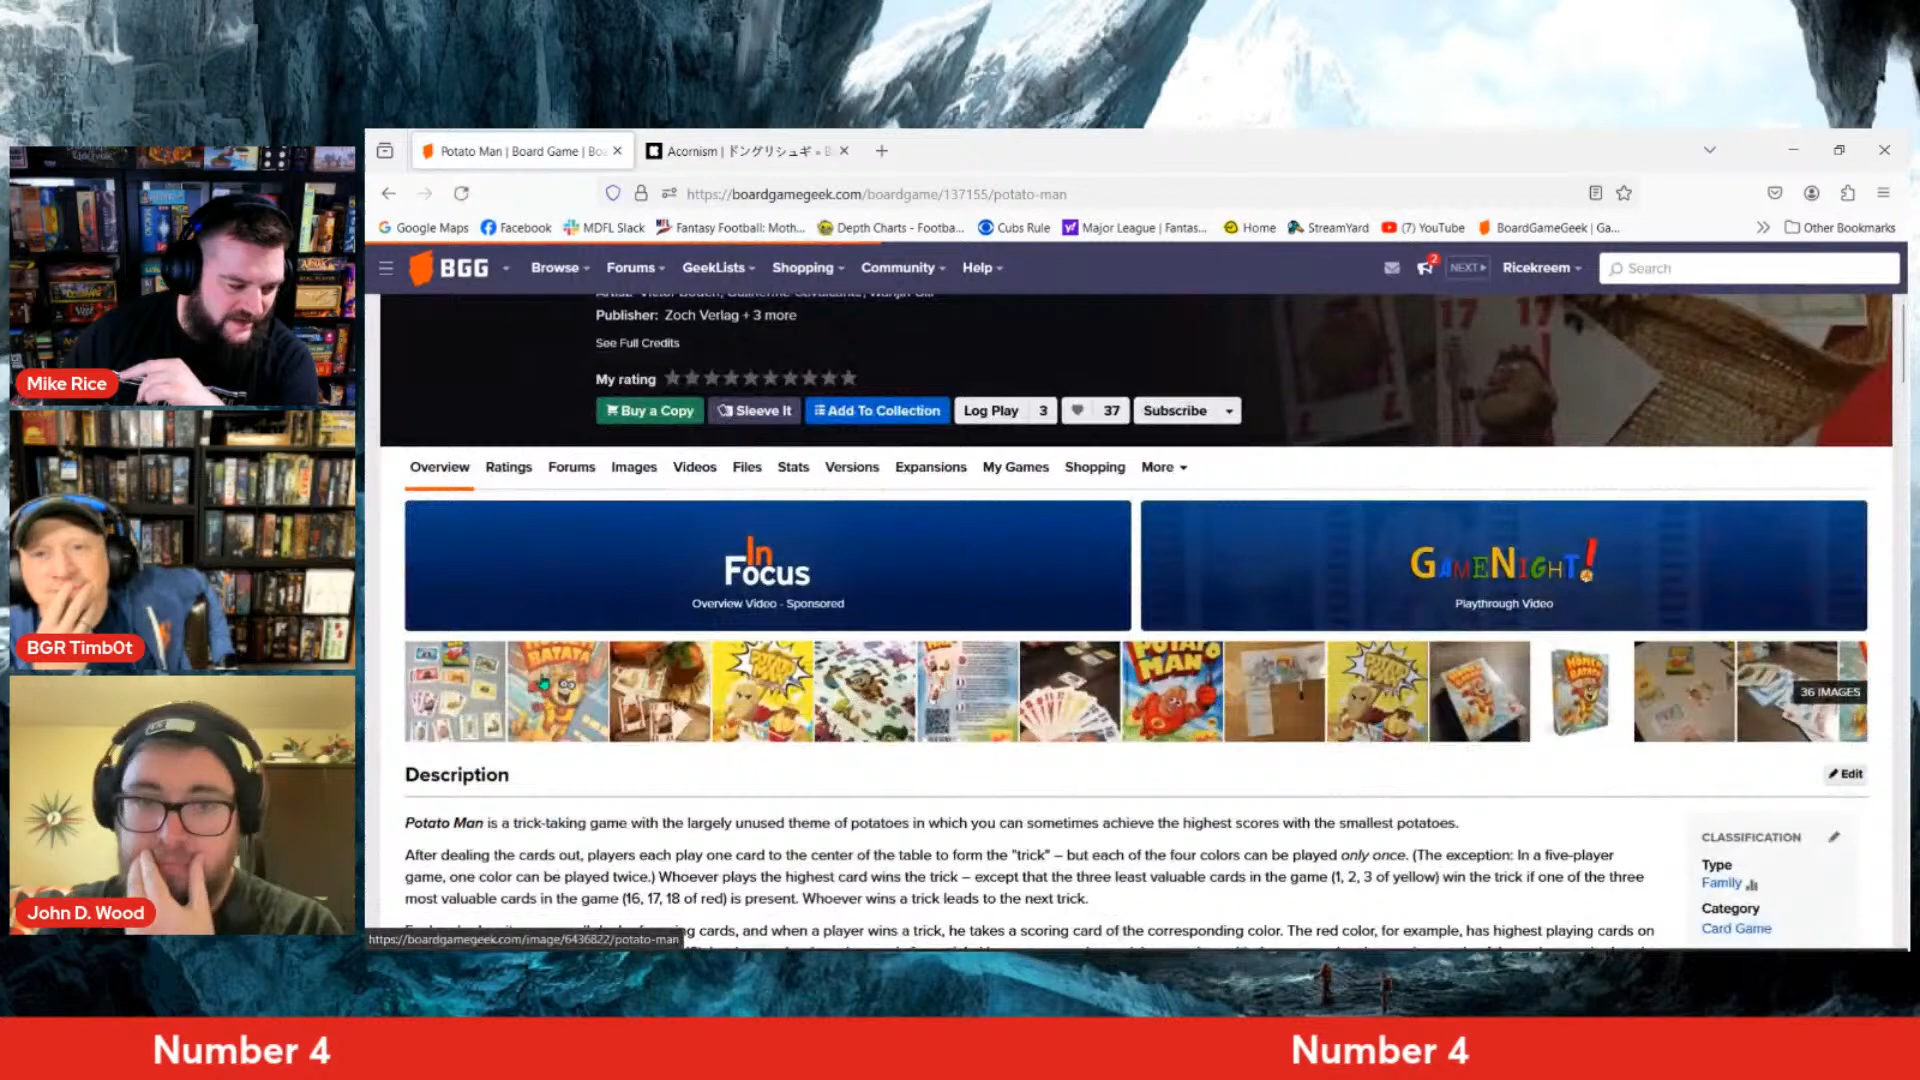 Potato Man | Board Game | Boa
Acornism | ドングリシュギ » B
https://boardgamegeek.com/boardgame/137155/potato-man
Google Maps
Facebook
MDFL Slack
Fantasy Football: Moth...
Depth Charts - Footba...
Cubs Rule
Major League | Fantas...
Home
StreamYard
(7) YouTube
BoardGameGeek | Ga...
Other Bookmarks
BGG
Browse
Forums
GeekLists
Shopping
Community
Help
2
NEXT
Ricekreem
Search
Publisher: Zoch Verlag + 3 more
See Full Credits
My rating
Buy a Copy
Sleeve It
Add To Collection
Log Play 3
37
Subscribe
17 17
Overview
Ratings
Forums
Images
Videos
Files
Stats
Versions
Expansions
My Games
Shopping
More
In
Focus
Overview Video - Sponsored
GAMENIGHT!
Playthrough Video
BATATA
POTATO
MAN
36 IMAGES
Description
Edit
Potato Man is a trick-taking game with the largely unused theme of potatoes in which you can sometimes achieve the highest scores with the smallest potatoes.
After dealing the cards out, players each play one card to the center of the table to form the "trick" – but each of the four colors can be played only once. (The exception: In a five-player
game, one color can be played twice.) Whoever plays the highest card wins the trick – except that the three least valuable cards in the game (1, 2, 3 of yellow) win the trick if one of the three
most valuable cards in the game (16, 17, 18 of red) is present. Whoever wins a trick leads to the next trick.
cards, and when a player wins a trick, he takes a scoring card of the corresponding color. The red color, for example, has highest playing cards on
https://boardgamegeek.com/image/6436822/potato-man
CLASSIFICATION
Type
Family
Category
Card Game
Mike Rice
BGR Timb0t
John D. Wood
Number 4
Number 4